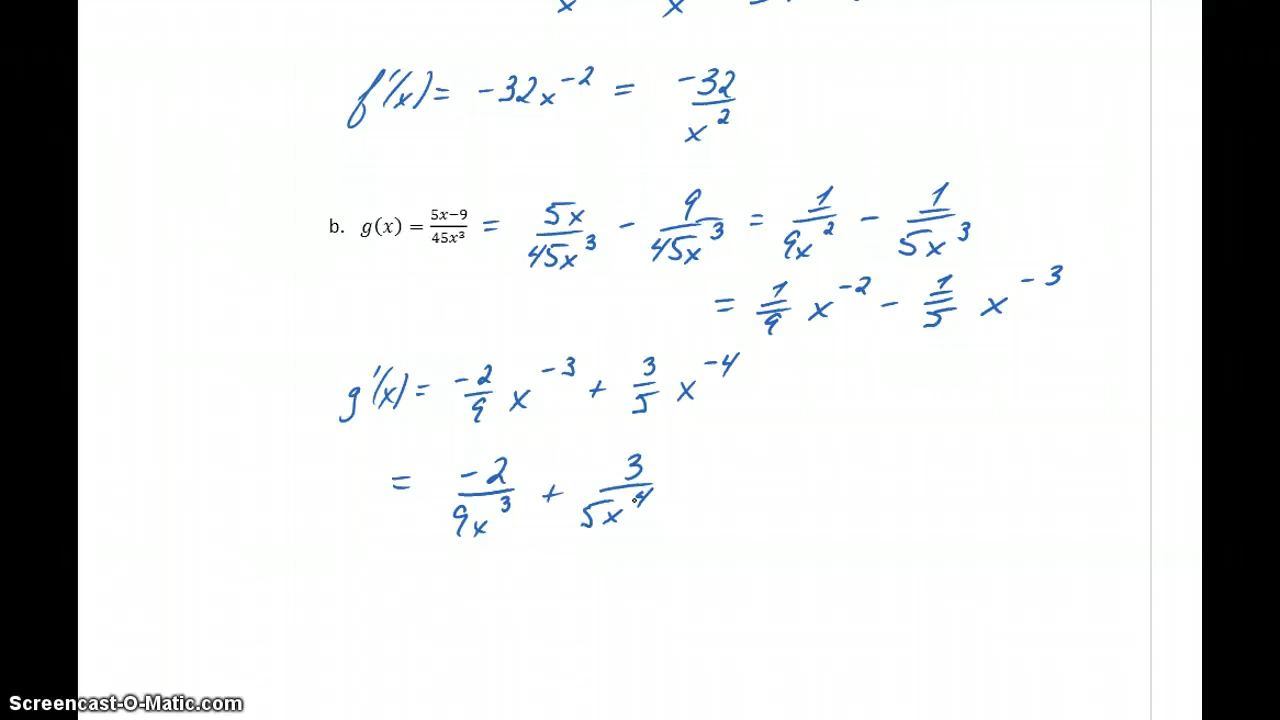 f'(x) = -32x^-2 = -32/x^2
b. g(x) = 5x−9/45x³ = 5x/45x^3 - 9/45x^3 = 1/9x^2 - 1/5x^3
= 1/9 x^-2 - 1/5 x^-3
g'(x) = -2/9 x^-3 + 3/5 x^-4
= -2/9x^3 + 3/5x^4
Screencast-O-Matic.com